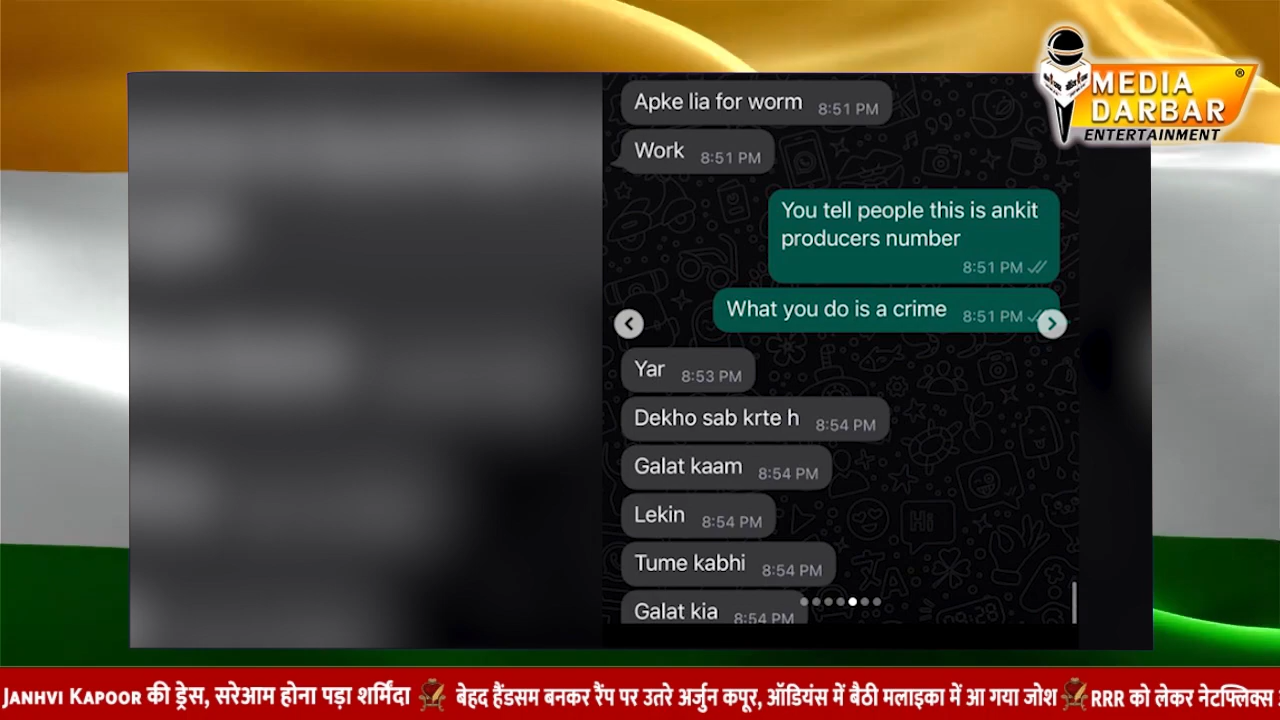 MEDIA
DARBAR
ENTERTAINMENT
®
Apke lia for worm 8:51 PM
Work 8:51 PM
You tell people this is ankit
producers number
8:51 PM
What you do is a crime 8:51 PM
Yar 8:53 PM
Dekho sab krte h 8:54 PM
Galat kaam 8:54 PM
Lekin 8:54 PM
Tume kabhi 8:54 PM
Galat kia 8:54 PM
JANHVI KAPOOR की ड्रेस, सरेआम होना पड़ा शर्मिंदा बेहद हैंडसम बनकर रैंप पर उतरे अर्जुन कपूर, ऑडियंस में बैठी मलाइका में आ गया जोश RRR को लेकर नेटफ्लिक्स